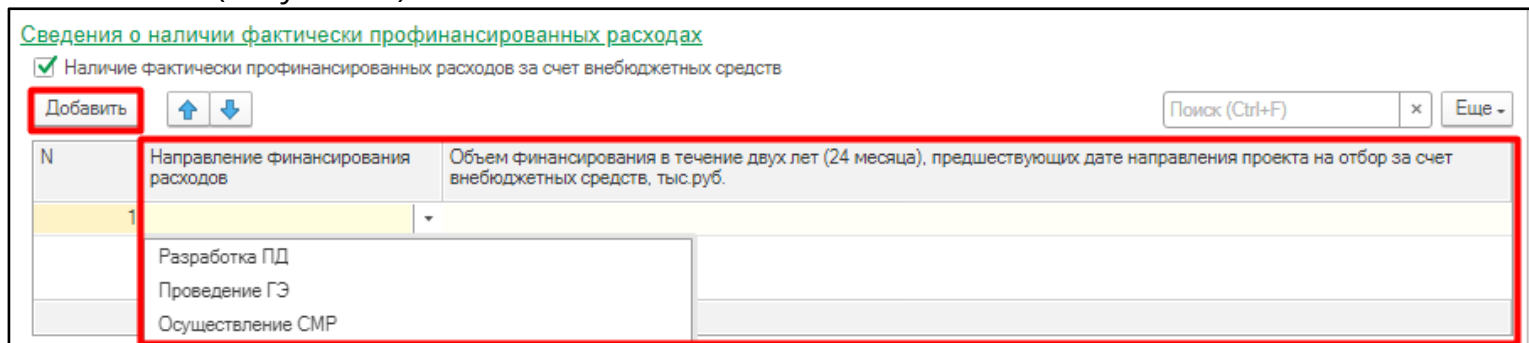 Сведения о наличии фактически профинансированных расходах
Наличие фактически профинансированных расходов за счет внебюджетных средств
Добавить Поиск (Ctrl+F) × Еще
N Направление финансирования расходов Объем финансирования в течение двух лет (24 месяца), предшествующих дате направления проекта на отбор за счет внебюджетных средств, тыс.руб.
1
Разработка ПД
Проведение ГЭ
Осуществление СМР